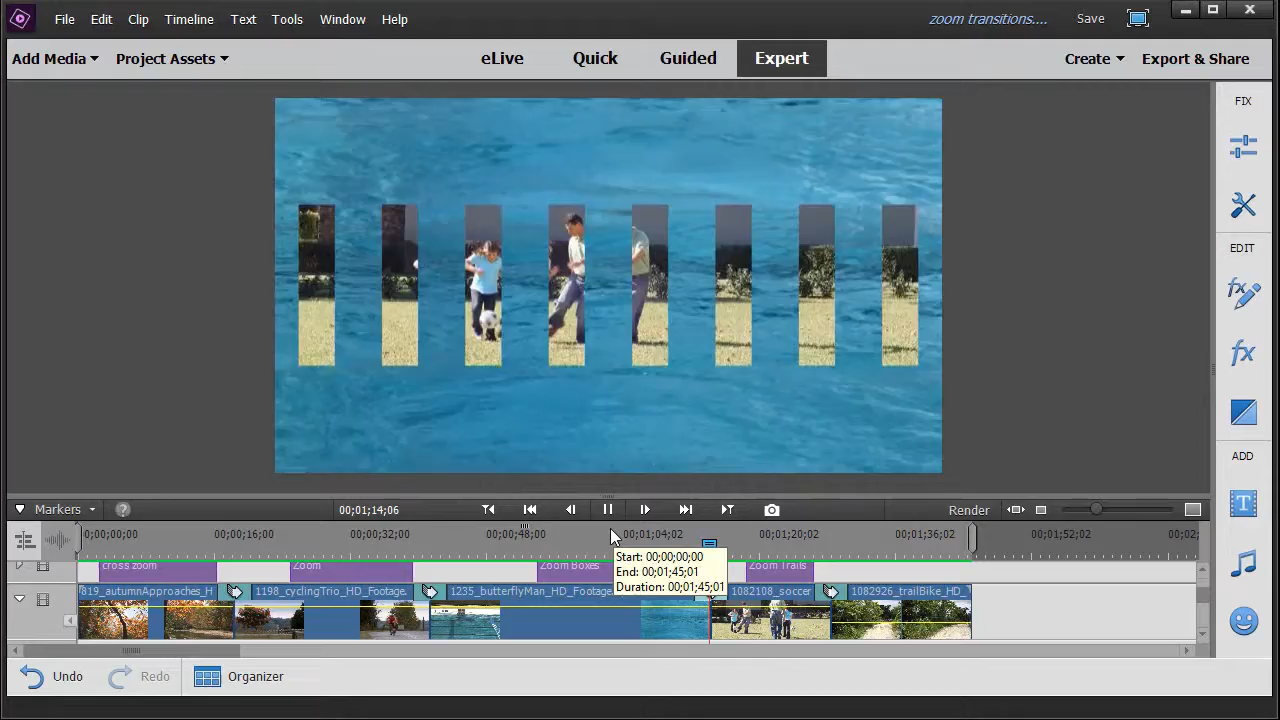 File Edit Clip Timeline Text Tools Window Help zoom transitions.... Save
Add Media Project Assets eLive Quick Guided Expert Create Export & Share
FIX
EDIT
ADD
Markers ? 00;01;14;06 Render
0;00;00;00 00;00;16;00 00;00;32;00 00;00;48;00 00;01;04;02 00;01;20;02 00;01;36;02 00;01;52;02 00;02;
Start: 00;00;00;00
End: 00;01;45;01
Duration: 00;01;45;01
cross zoom Zoom Zoom Boxes Zoom Trails
819_autumnApproaches_H 1198_cyclingTrio_HD_Footage. 1235_butterflyMan_HD_Footage. 1082108_soccer 1082926_trailBike_HD_
Undo Redo Organizer